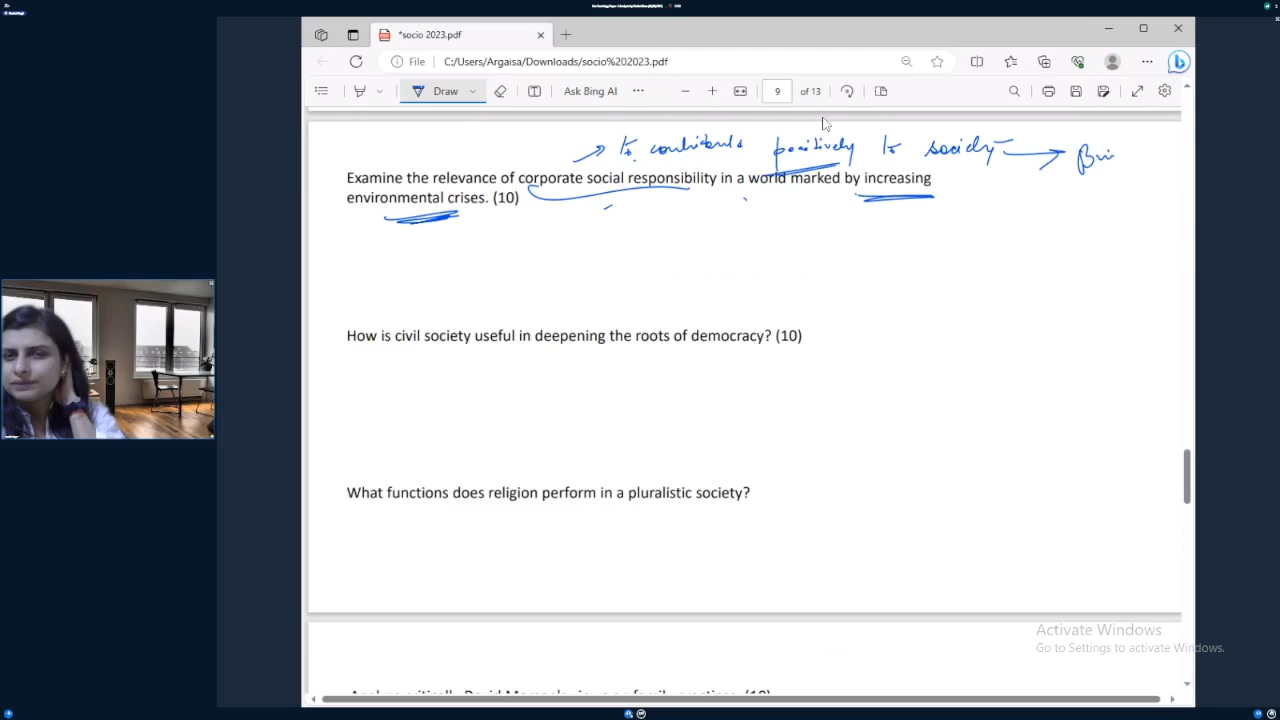 *socio 2023.pdf
File
C:/Users/Argaisa/Downloads/socio%202023.pdf
Draw
Ask Bing AI
9
of 13
to contribute positively to society
Examine the relevance of corporate social responsibility in a world marked by increasing
environmental crises. (10)
How is civil society useful in deepening the roots of democracy? (10)
What functions does religion perform in a pluralistic society?
Activate Windows
Go to Settings to activate Windows.